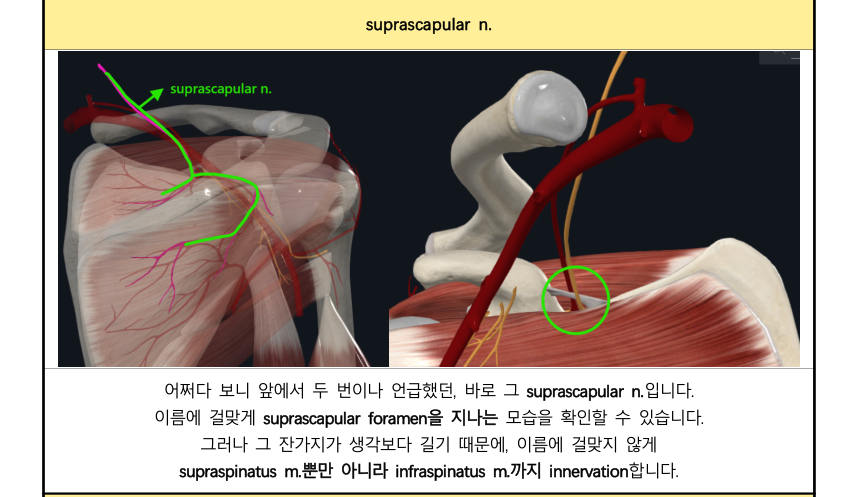 suprascapular n.
suprascapular n.
어쩌다 보니 앞에서 두 번이나 언급했던, 바로 그 suprascapular n.입니다.
이름에 걸맞게 suprascapular foramen을 지나는 모습을 확인할 수 있습니다.
그러나 그 잔가지가 생각보다 길기 때문에, 이름에 걸맞지 않게
supraspinatus m.뿐만 아니라 infraspinatus m.까지 innervation합니다.